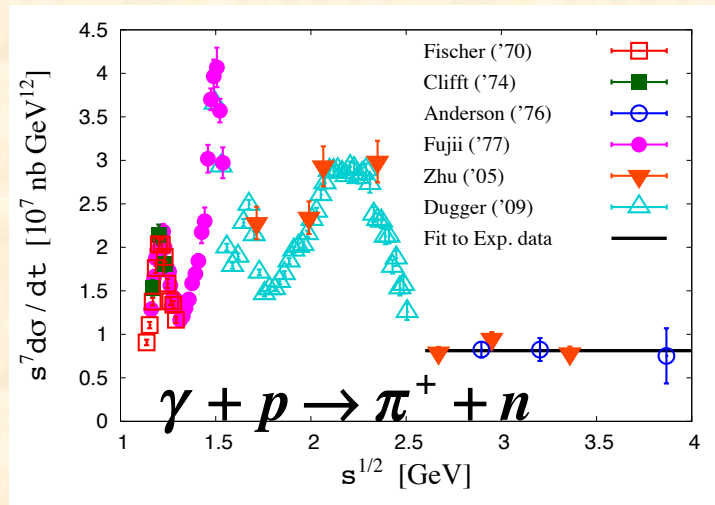 s⁷dσ/dt [10⁷ nb GeV¹²]
4.5
4
3.5
3
2.5
2
1.5
1
0.5
0
Fischer ('70)
Clifft ('74)
Anderson ('76)
Fujii ('77)
Zhu ('05)
Dugger ('09)
Fit to Exp. data
γ + p → π⁺ + n
1 1.5 2 2.5 3 3.5 4
s¹/² [GeV]